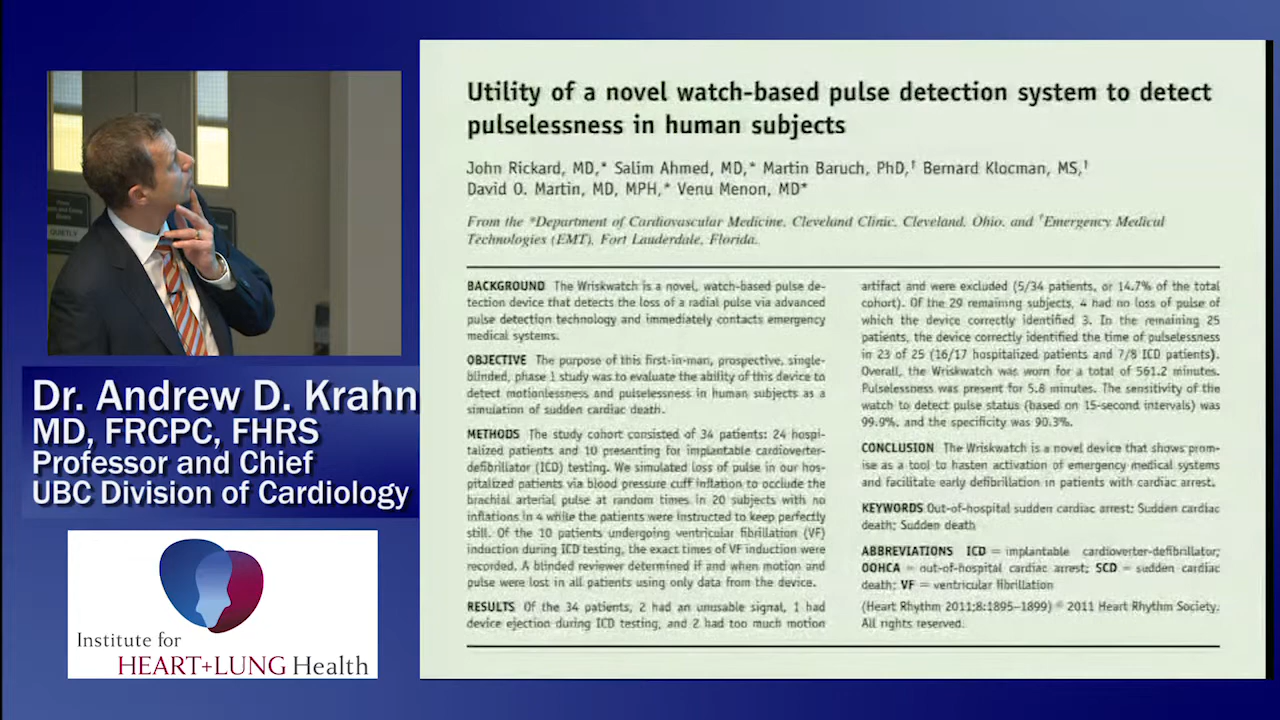 Utility of a novel watch-based pulse detection system to detect
pulselessness in human subjects
John Rickard, MD,* Salim Ahmed, MD,* Martin Baruch, PhD,† Bernard Klocman, MS,†
David O. Martin, MD, MPH,* Venu Menon, MD*
From the *Department of Cardiovascular Medicine, Cleveland Clinic, Cleveland, Ohio, and †Emergency Medical
Technologies (EMT), Fort Lauderdale, Florida.
BACKGROUND The Wriskwatch is a novel, watch-based pulse de-
tection device that detects the loss of a radial pulse via advanced
pulse detection technology and immediately contacts emergency
medical systems.
OBJECTIVE The purpose of this first-in-man, prospective, single-
blinded, phase 1 study was to evaluate the ability of this device to
detect motionlessness and pulselessness in human subjects as a
simulation of sudden cardiac death.
METHODS The study cohort consisted of 34 patients: 24 hospi-
talized patients and 10 presenting for implantable cardioverter-
defibrillator (ICD) testing. We simulated loss of pulse in our hos-
pitalized patients via blood pressure cuff inflation to occlude the
brachial arterial pulse at random times in 20 subjects with no
inflations in 4 while the patients were instructed to keep perfectly
still. Of the 10 patients undergoing ventricular fibrillation (VF)
induction during ICD testing, the exact times of VF induction were
recorded. A blinded reviewer determined if and when motion and
pulse were lost in all patients using only data from the device.
RESULTS Of the 34 patients, 2 had an unusable signal, 1 had
device ejection during ICD testing, and 2 had too much motion
artifact and were excluded (5/34 patients, or 14.7% of the total
cohort). Of the 29 remaining subjects, 4 had no loss of pulse of
which the device correctly identified 3. In the remaining 25
patients, the device correctly identified the time of pulselessness
in 23 of 25 (16/17 hospitalized patients and 7/8 ICD patients).
Overall, the Wriskwatch was worn for a total of 561.2 minutes.
Pulselessness was present for 5.8 minutes. The sensitivity of the
watch to detect pulse status (based on 15-second intervals) was
99.9%, and the specificity was 90.3%.
CONCLUSION The Wriskwatch is a novel device that shows prom-
ise as a tool to hasten activation of emergency medical systems
and facilitate early defibrillation in patients with cardiac arrest.
KEYWORDS Out-of-hospital sudden cardiac arrest; Sudden cardiac
death; Sudden death
ABBREVIATIONS ICD = implantable cardioverter-defibrillator;
OOHCA = out-of-hospital cardiac arrest; SCD = sudden cardiac
death; VF = ventricular fibrillation
(Heart Rhythm 2011;8:1895–1899) © 2011 Heart Rhythm Society.
All rights reserved.
QUIETLY
Dr. Andrew D. Krahn
MD, FRCPC, FHRS
Professor and Chief
UBC Division of Cardiology
Institute for
HEART+LUNG Health